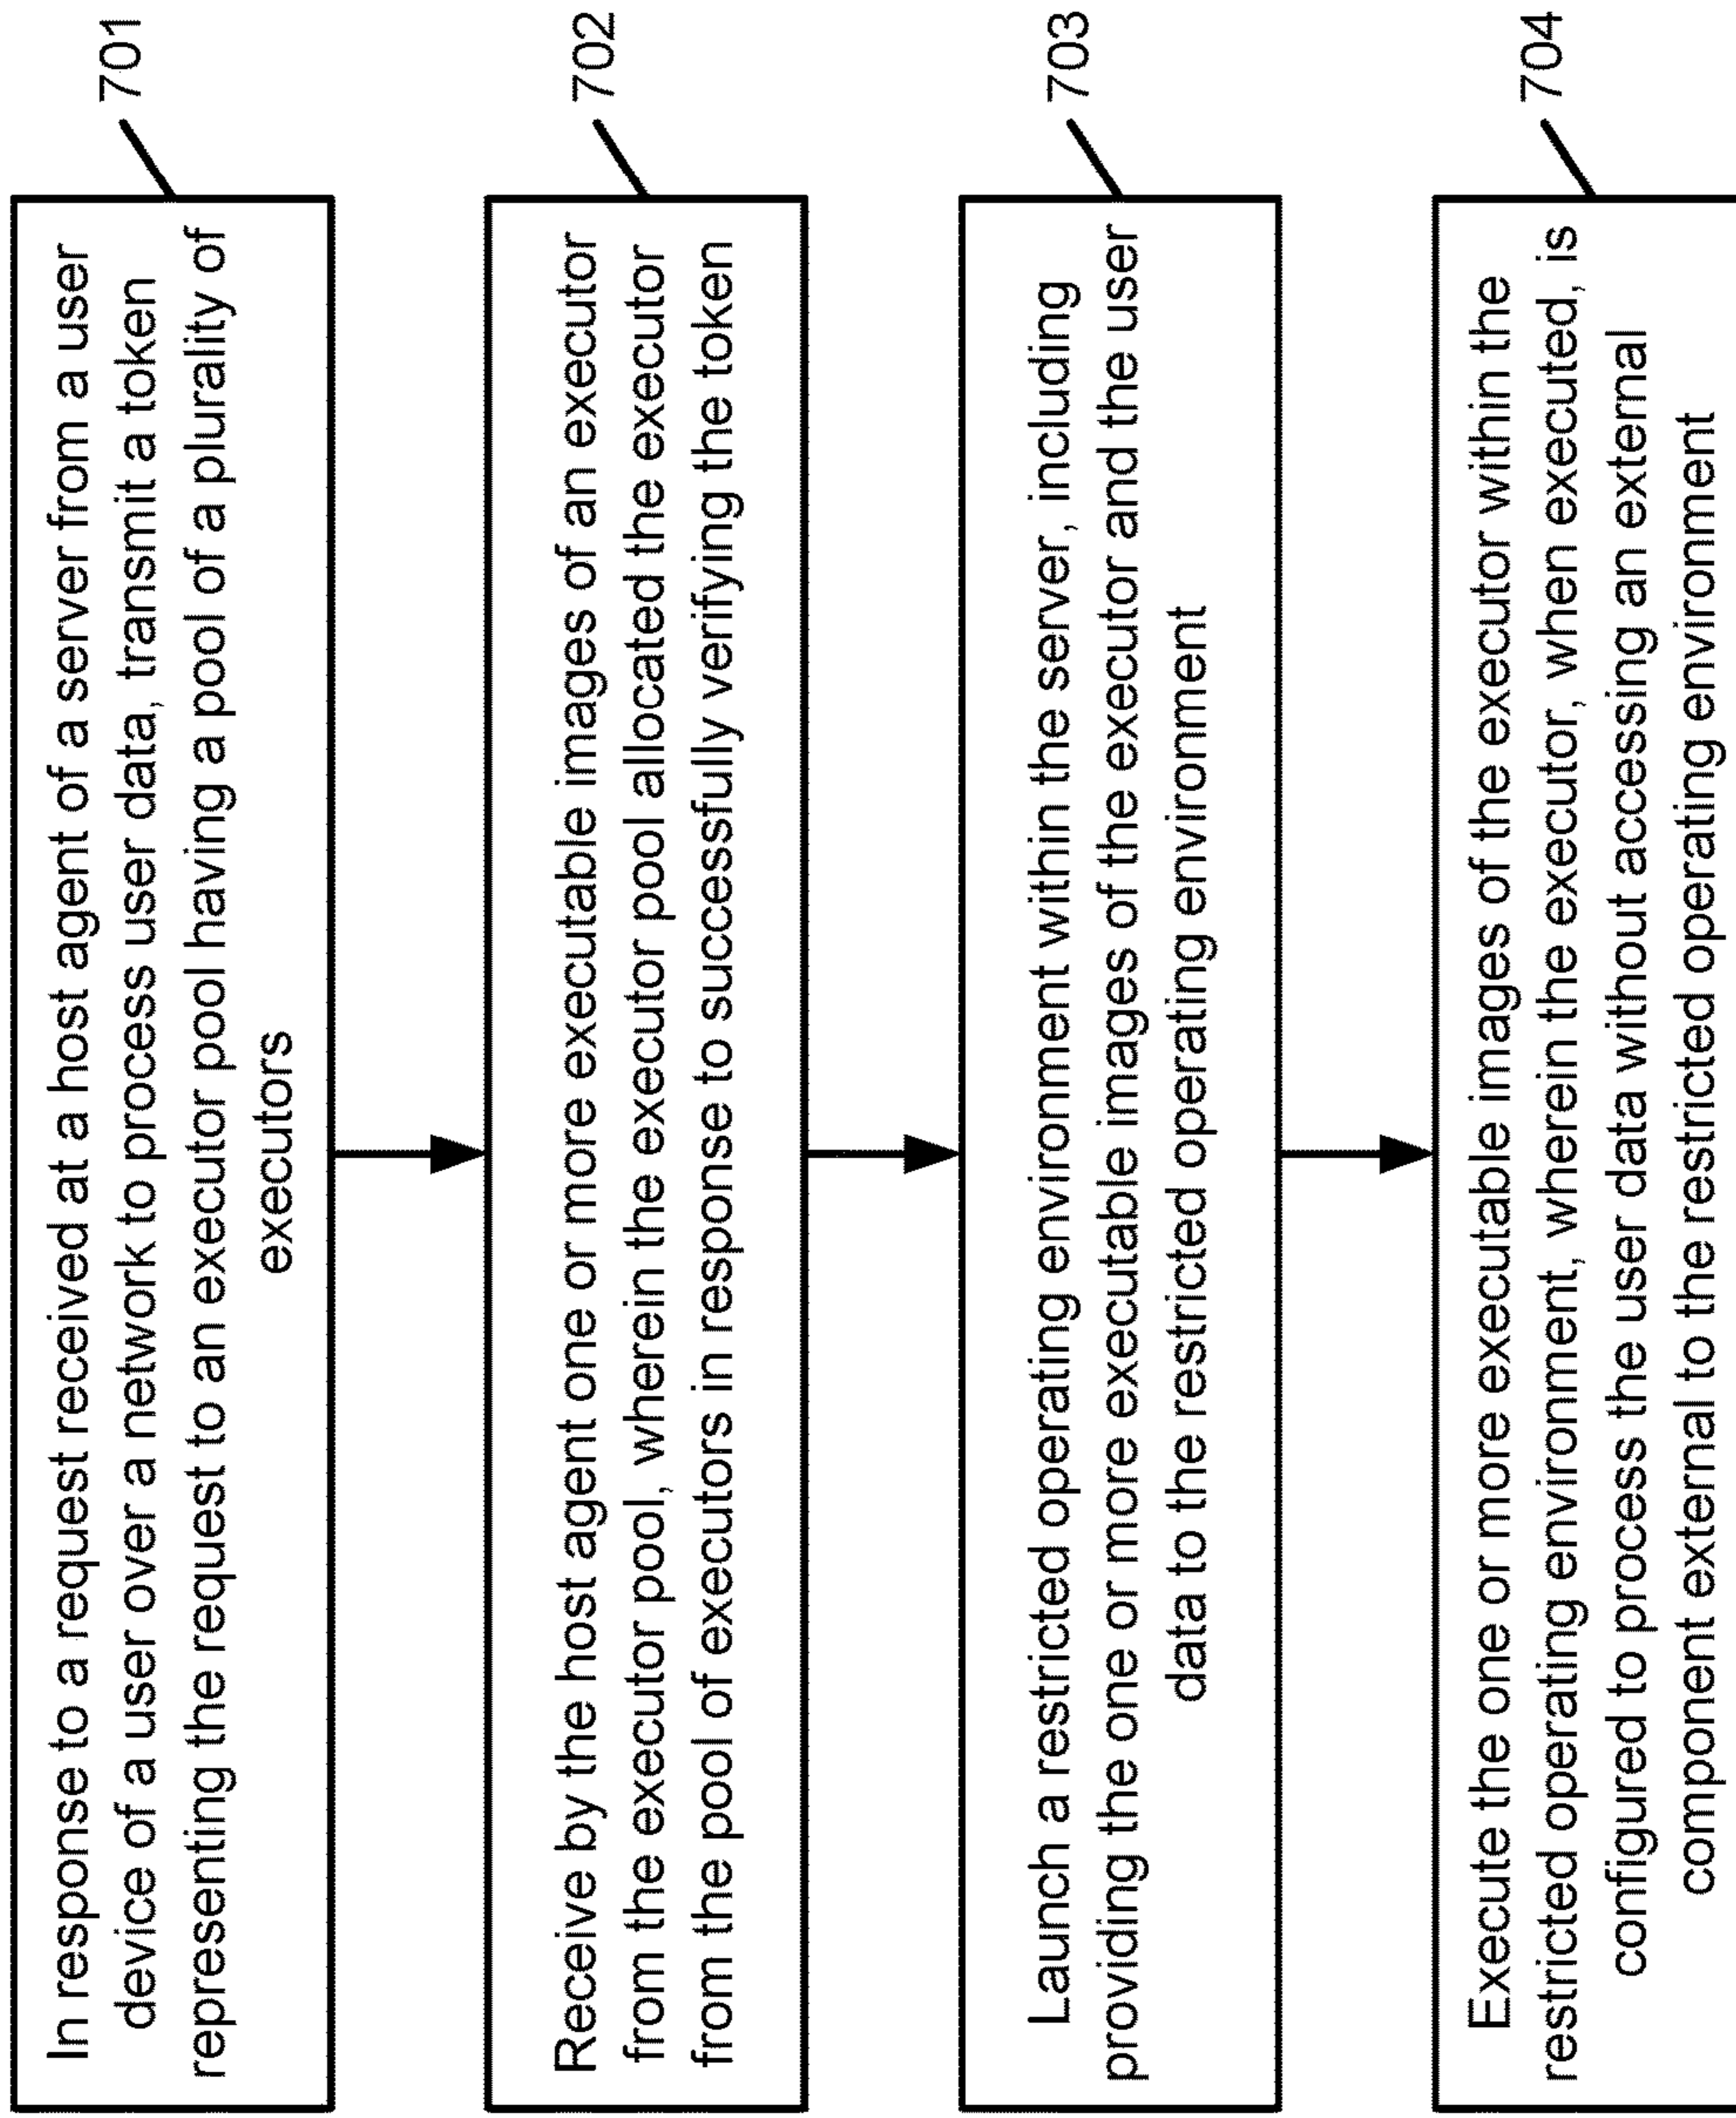 In response to a request received at a host agent of a server from a user
device of a user over a network to process user data, transmit a token
representing the request to an executor pool having a pool of a plurality of
executors
701
Receive by the host agent one or more executable images of an executor
from the executor pool, wherein the executor pool allocated the executor
from the pool of executors in response to successfully verifying the token
702
Launch a restricted operating environment within the server, including
providing the one or more executable images of the executor and the user
data to the restricted operating environment
703
Execute the one or more executable images of the executor within the
restricted operating environment, wherein the executor, when executed, is
configured to process the user data without accessing an external
component external to the restricted operating environment
704